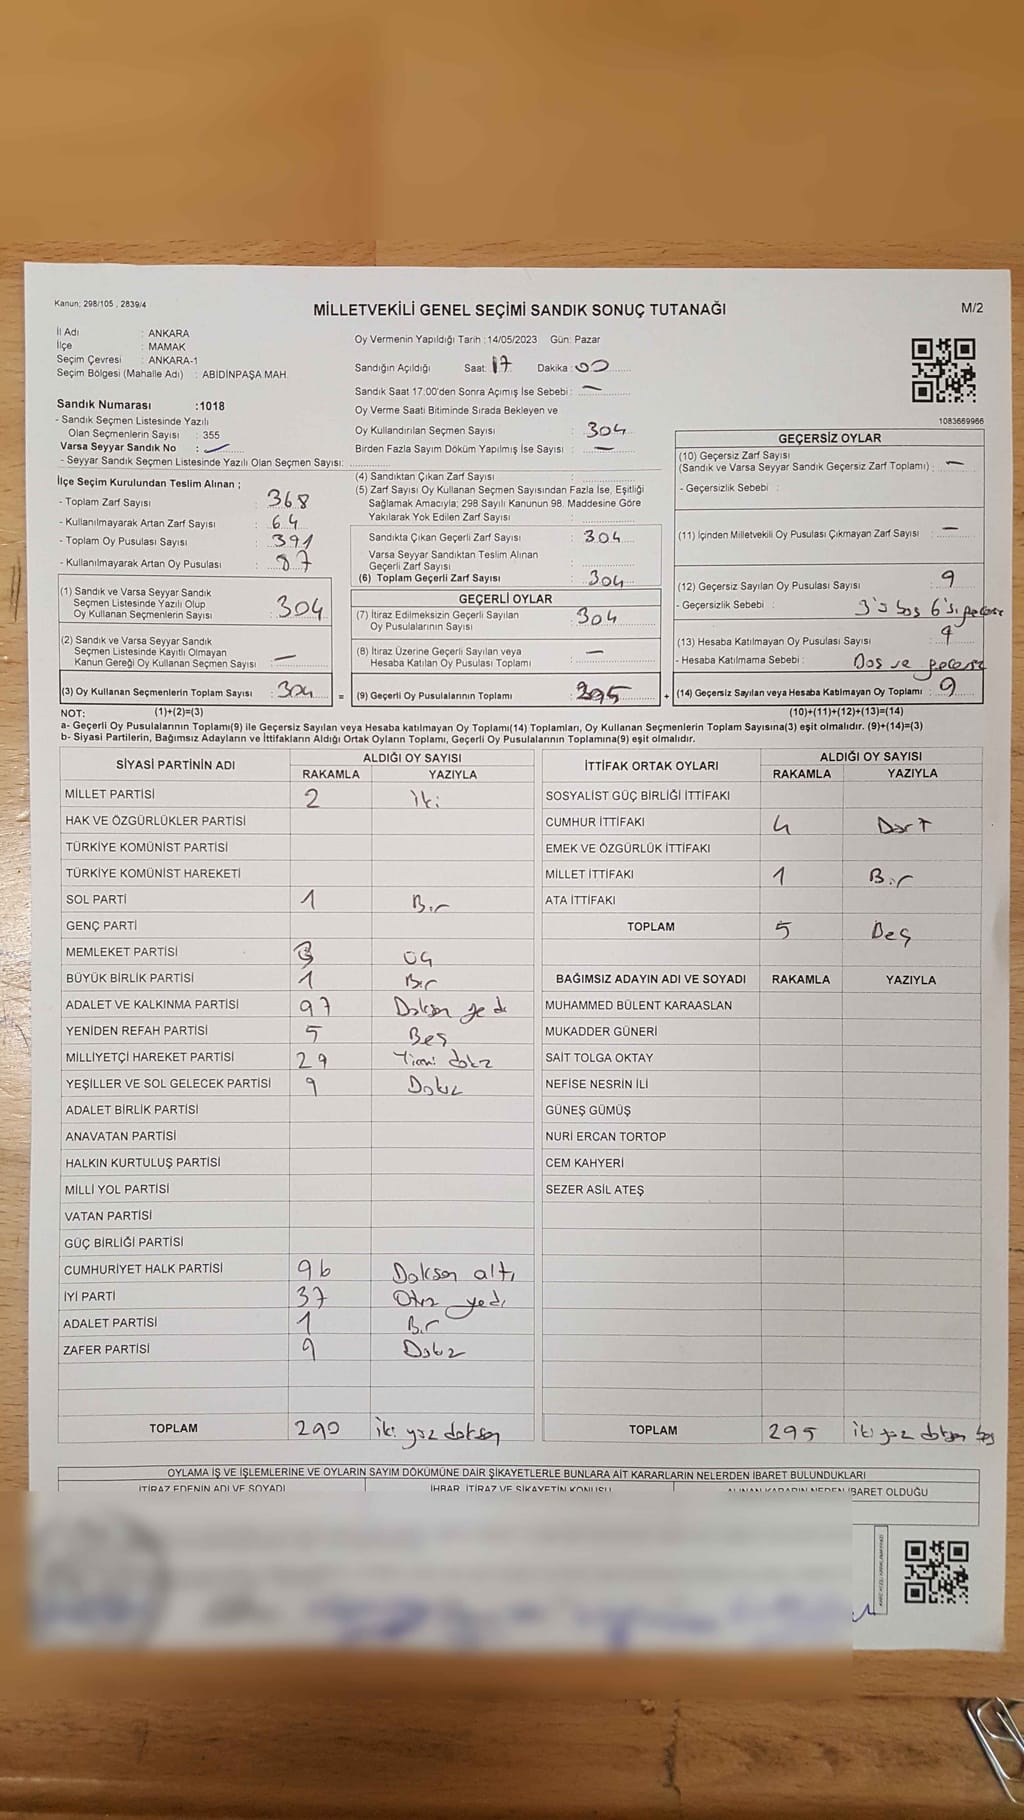 Kanun; 298/105 , 2839/4
MİLLETVEKİLİ GENEL SEÇİMİ SANDIK SONUÇ TUTANAĞI
M/2
İl Adı : ANKARA
İlçe : MAMAK
Seçim Çevresi : ANKARA-1
Seçim Bölgesi (Mahalle Adı) : ABİDİNPAŞA MAH.
Sandık Numarası :1018
- Sandık Seçmen Listesinde Yazılı
Olan Seçmenlerin Sayısı : 355
Varsa Seyyar Sandık No :
- Seyyar Sandık Seçmen Listesinde Yazılı Olan Seçmen Sayısı:
İlçe Seçim Kurulundan Teslim Alınan ;
- Toplam Zarf Sayısı : 368
- Kullanılmayarak Artan Zarf Sayısı : 64
- Toplam Oy Pusulası Sayısı : 391
- Kullanılmayarak Artan Oy Pusulası : 87
(1) Sandık ve Varsa Seyyar Sandık
Seçmen Listesinde Yazılı Olup
Oy Kullanan Seçmenlerin Sayısı : 304
(2) Sandık ve Varsa Seyyar Sandık
Seçmen Listesinde Kayıtlı Olmayan
Kanun Gereği Oy Kullanan Seçmen Sayısı : —
(3) Oy Kullanan Seçmenlerin Toplam Sayısı : 304 =
Oy Vermenin Yapıldığı Tarih : 14/05/2023 Gün: Pazar
Sandığın Açıldığı Saat: 17 Dakika: 00
Sandık Saat 17:00'den Sonra Açımış İse Sebebi : —
Oy Verme Saati Bitiminde Sırada Bekleyen ve
Oy Kullandırılan Seçmen Sayısı : 304
Birden Fazla Sayım Döküm Yapılmış İse Sayısı : —
(4) Sandıktan Çıkan Zarf Sayısı :
(5) Zarf Sayısı Oy Kullanan Seçmen Sayısından Fazla İse, Eşitliği
Sağlamak Amacıyla; 298 Sayılı Kanunun 98. Maddesine Göre
Yakılarak Yok Edilen Zarf Sayısı :
Sandıkta Çıkan Geçerli Zarf Sayısı : 304
Varsa Seyyar Sandıktan Teslim Alınan
Geçerli Zarf Sayısı :
(6) Toplam Geçerli Zarf Sayısı : 304
GEÇERLİ OYLAR
(7) İtiraz Edilmeksizin Geçerli Sayılan
Oy Pusulalarının Sayısı : 304
(8) İtiraz Üzerine Geçerli Sayılan veya
Hesaba Katılan Oy Pusulası Toplamı : —
(9) Geçerli Oy Pusulalarının Toplamı : 295 +
1083669966
GEÇERSİZ OYLAR
(10) Geçersiz Zarf Sayısı
(Sandık ve Varsa Seyyar Sandık Geçersiz Zarf Toplamı) : —
- Geçersizlik Sebebi :
(11) İçinden Milletvekili Oy Pusulası Çıkmayan Zarf Sayısı : —
(12) Geçersiz Sayılan Oy Pusulası Sayısı : 9
- Geçersizlik Sebebi : 3'ü boş 6'sı
(13) Hesaba Katılmayan Oy Pusulası Sayısı : 9
- Hesaba Katılmama Sebebi : Boş ve
(14) Geçersiz Sayılan veya Hesaba Katılmayan Oy Toplamı : 9
NOT: (1)+(2)=(3) (10)+(11)+(12)+(13)=(14)
a- Geçerli Oy Pusulalarının Toplamı(9) ile Geçersiz Sayılan veya Hesaba katılmayan Oy Toplamı(14) Toplamları, Oy Kullanan Seçmenlerin Toplam Sayısına(3) eşit olmalıdır. (9)+(14)=(3)
b- Siyasi Partilerin, Bağımsız Adayların ve İttifakların Aldığı Ortak Oyların Toplamı, Geçerli Oy Pusulalarının Toplamına(9) eşit olmalıdır.
SİYASİ PARTİNİN ADI ALDIĞI OY SAYISI
RAKAMLA YAZIYLA
MİLLET PARTİSİ 2 iki
HAK VE ÖZGÜRLÜKLER PARTİSİ
TÜRKİYE KOMÜNİST PARTİSİ
TÜRKİYE KOMÜNİST HAREKETİ
SOL PARTİ 1 Bir
GENÇ PARTİ
MEMLEKET PARTİSİ 3 üç
BÜYÜK BİRLİK PARTİSİ 1 Bir
ADALET VE KALKINMA PARTİSİ 97 Doksan yedi
YENİDEN REFAH PARTİSİ 5 Beş
MİLLİYETÇİ HAREKET PARTİSİ 29 Yirmi dokz
YEŞİLLER VE SOL GELECEK PARTİSİ 9 Dokuz
ADALET BİRLİK PARTİSİ
ANAVATAN PARTİSİ
HALKIN KURTULUŞ PARTİSİ
MİLLİ YOL PARTİSİ
VATAN PARTİSİ
GÜÇ BİRLİĞİ PARTİSİ
CUMHURİYET HALK PARTİSİ 96 Doksan altı
İYİ PARTİ 37 Otuz yedi
ADALET PARTİSİ 1 Bir
ZAFER PARTİSİ 9 Dokuz
TOPLAM 290 iki yüz doksan
İTTİFAK ORTAK OYLARI ALDIĞI OY SAYISI
RAKAMLA YAZIYLA
SOSYALİST GÜÇ BİRLİĞİ İTTİFAKI
CUMHUR İTTİFAKI 4 Dört
EMEK VE ÖZGÜRLÜK İTTİFAKI
MİLLET İTTİFAKI 1 Bir
ATA İTTİFAKI
TOPLAM 5 Beş
BAĞIMSIZ ADAYIN ADI VE SOYADI RAKAMLA YAZIYLA
MUHAMMED BÜLENT KARAASLAN
MUKADDER GÜNERİ
SAİT TOLGA OKTAY
NEFİSE NESRİN İLİ
GÜNEŞ GÜMÜŞ
NURİ ERCAN TORTOP
CEM KAHYERİ
SEZER ASİL ATEŞ
TOPLAM 295 iki yüz doksan beş
OYLAMA İŞ VE İŞLEMLERİNE VE OYLARIN SAYIM DÖKÜMÜNE DAİR ŞİKAYETLERLE BUNLARA AİT KARARLARIN NELERDEN İBARET BULUNDUKLARI
İTİRAZ EDENİN ADI VE SOYADI İHBAR, İTİRAZ VE ŞİKAYETİN KONUSU ALINAN KARARIN NEDEN İBARET OLDUĞU